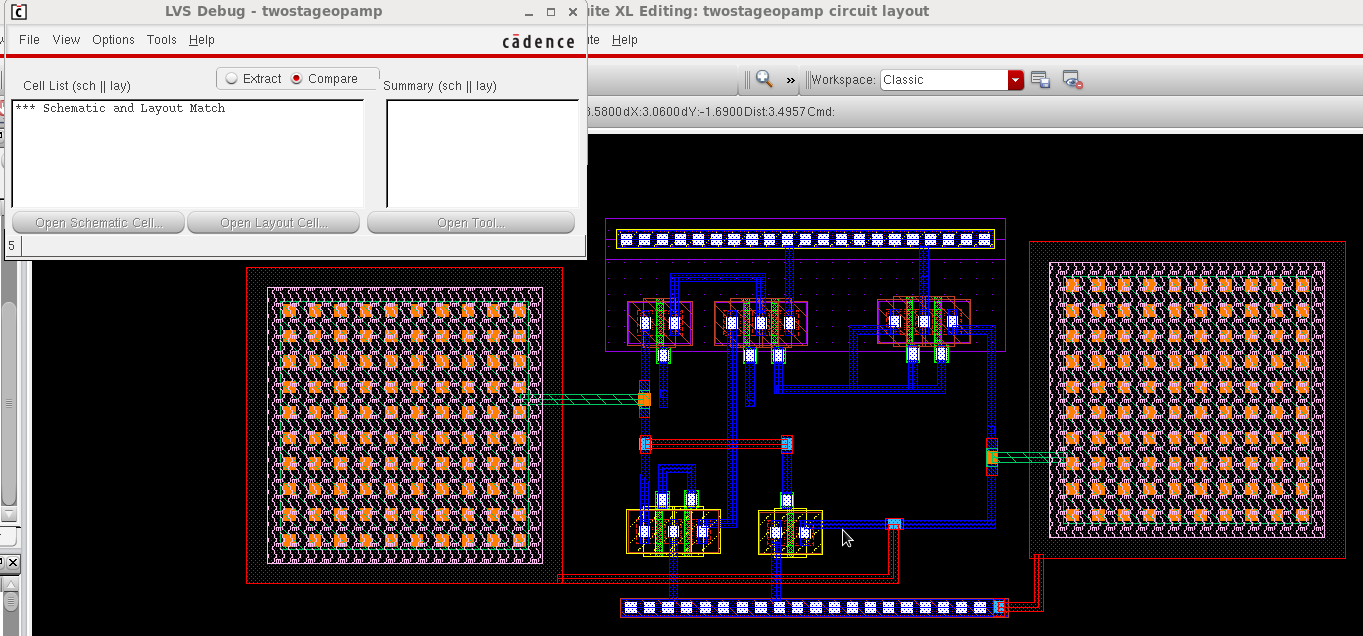 LVS Debug - twostageopamp
ite XL Editing: twostageopamp circuit layout
File View Options Tools Help
cādence
te Help
Extract Compare
Cell List (sch || lay)
Summary (sch || lay)
Workspace: Classic
*** Schematic and Layout Match
3.5800 dX:3.0600 dY:-1.6900 Dist:3.4957 Cmd:
Open Schematic Cell... Open Layout Cell... Open Tool...
5